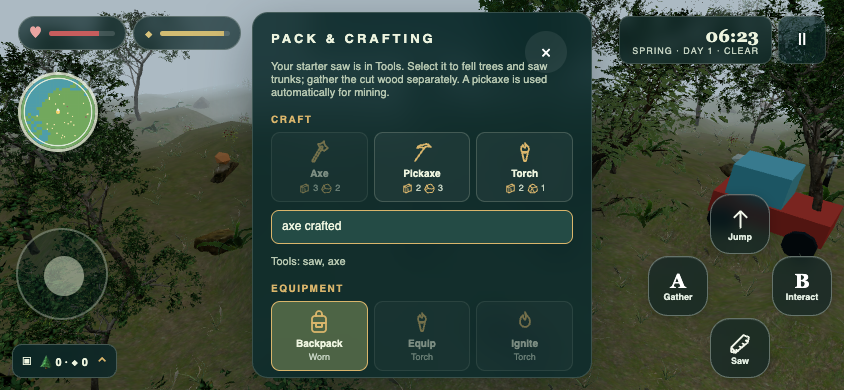 PACK & CRAFTING
×
Your starter saw is in Tools. Select it to fell trees and saw
trunks; gather the cut wood separately. A pickaxe is used
automatically for mining.
CRAFT
Axe
3 2
Pickaxe
2 3
Torch
2 1
axe crafted
Tools: saw, axe
EQUIPMENT
Backpack
Worn
Equip
Torch
Ignite
Torch
06:23
SPRING · DAY 1 · CLEAR
Jump
A
Gather
B
Interact
Saw
0 · 0